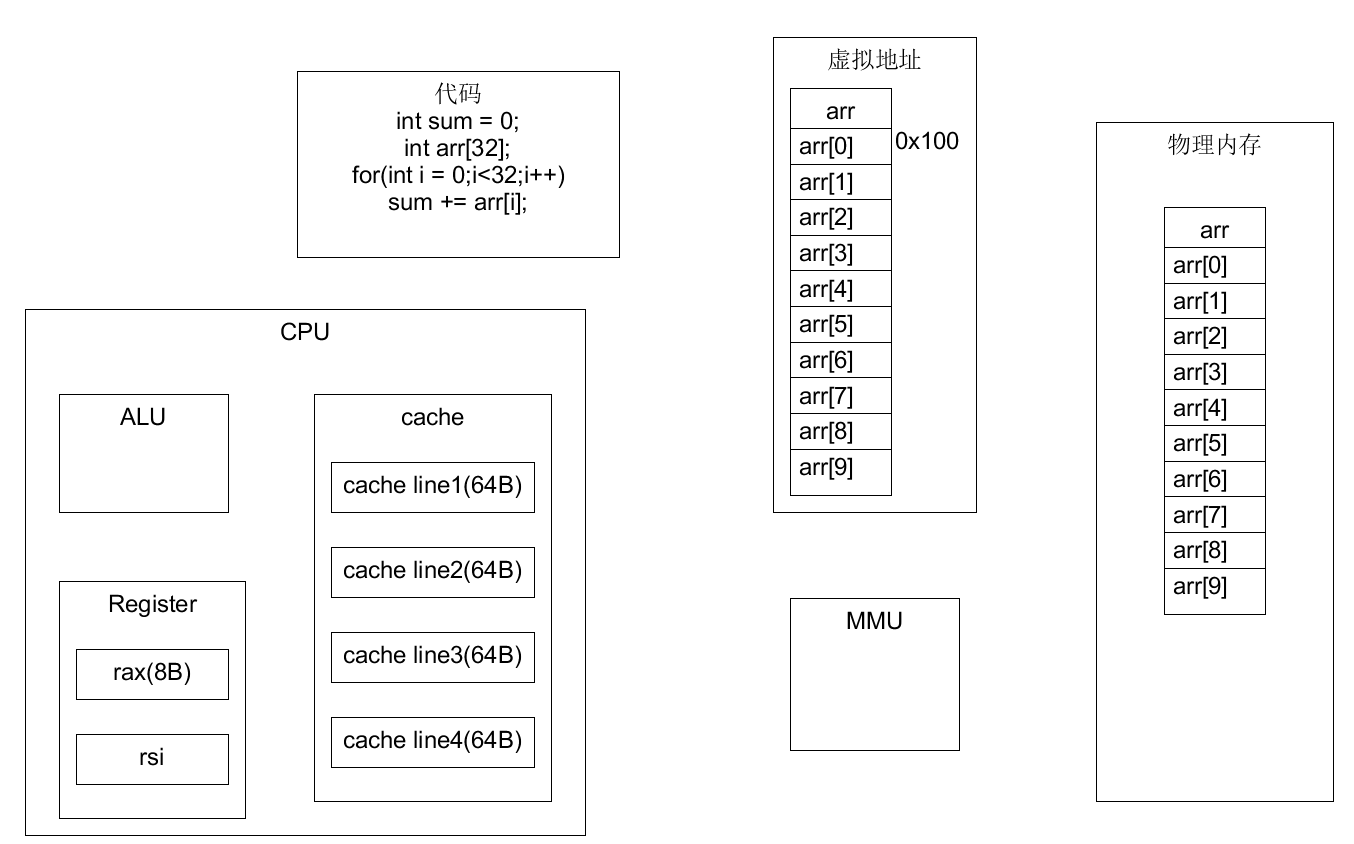 代码
int sum = 0;
int arr[32];
for(int i = 0;i<32;i++)
sum += arr[i];
CPU
ALU
Register
rax(8B)
rsi
cache
cache line1(64B)
cache line2(64B)
cache line3(64B)
cache line4(64B)
虚拟地址
arr
arr[0]
0x100
arr[1]
arr[2]
arr[3]
arr[4]
arr[5]
arr[6]
arr[7]
arr[8]
arr[9]
MMU
物理内存
arr
arr[0]
arr[1]
arr[2]
arr[3]
arr[4]
arr[5]
arr[6]
arr[7]
arr[8]
arr[9]